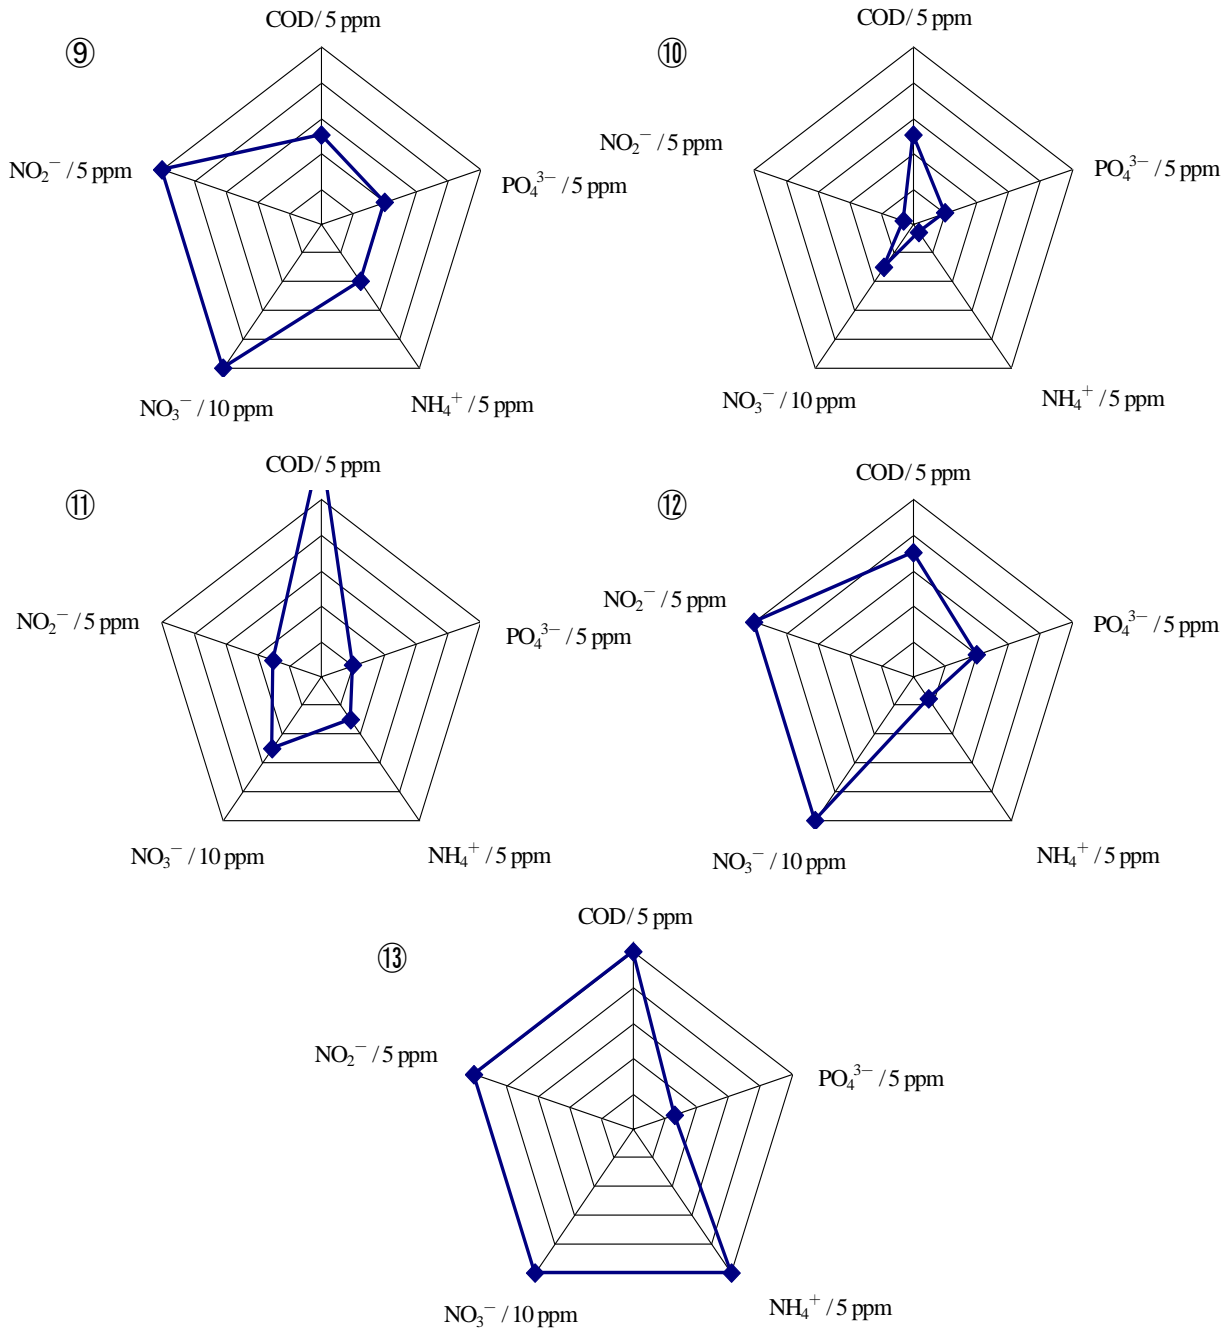 ⑨
COD/ 5 ppm
NO₂⁻ / 5 ppm
PO₄³⁻ / 5 ppm
NO₃⁻ / 10 ppm
NH₄⁺ / 5 ppm
⑩
COD/ 5 ppm
NO₂⁻ / 5 ppm
PO₄³⁻ / 5 ppm
NO₃⁻ / 10 ppm
NH₄⁺ / 5 ppm
⑪
COD/ 5 ppm
NO₂⁻ / 5 ppm
PO₄³⁻ / 5 ppm
NO₃⁻ / 10 ppm
NH₄⁺ / 5 ppm
⑫
COD/ 5 ppm
NO₂⁻ / 5 ppm
PO₄³⁻ / 5 ppm
NO₃⁻ / 10 ppm
NH₄⁺ / 5 ppm
⑬
COD/ 5 ppm
NO₂⁻ / 5 ppm
PO₄³⁻ / 5 ppm
NO₃⁻ / 10 ppm
NH₄⁺ / 5 ppm